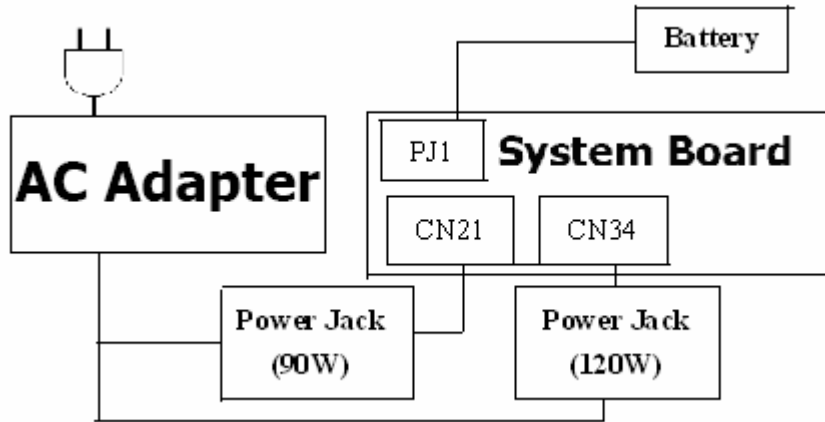 Battery
AC Adapter
PJ1
System Board
CN21
CN34
Power Jack
(90W)
Power Jack
(120W)